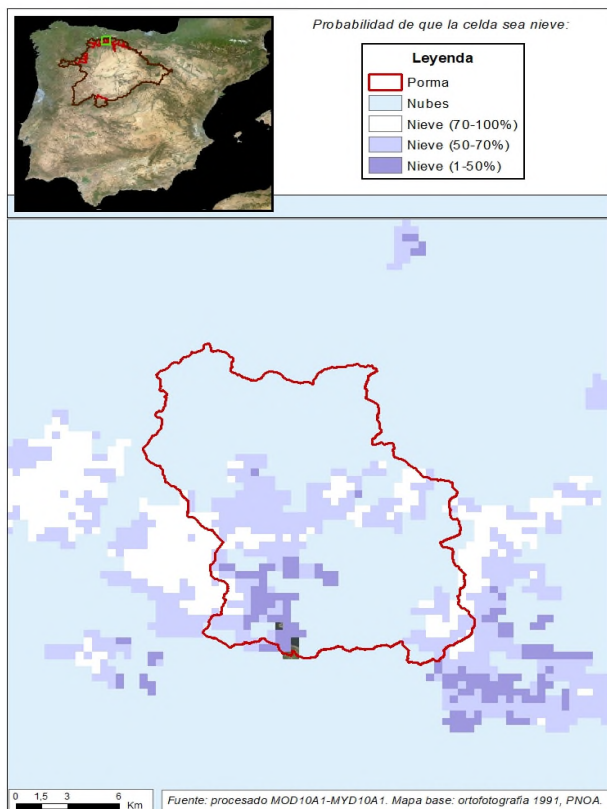 Probabilidad de que la celda sea nieve:
Leyenda
Porma
Nubes
Nieve (70-100%)
Nieve (50-70%)
Nieve (1-50%)
0 1,5 3 6
Km
Fuente: procesado MOD10A1-MYD10A1. Mapa base: ortofotografia 1991, PNOA